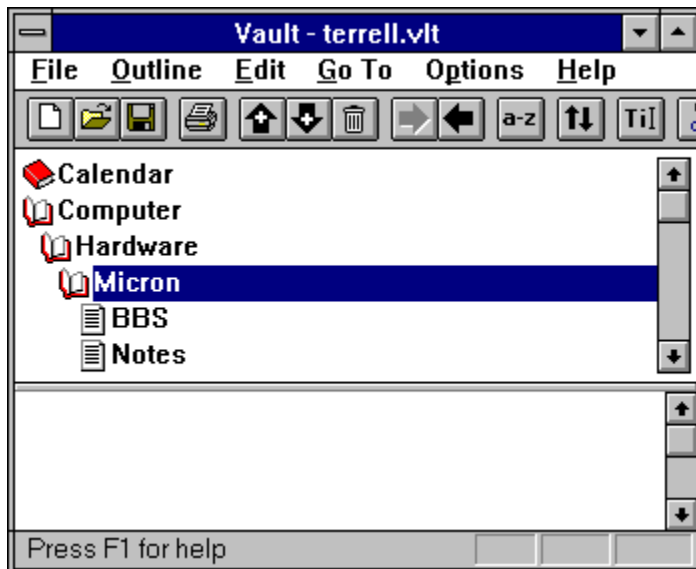 Vault - terrell.vlt
File Outline Edit Go To Options Help
a-z TiI
Calendar
Computer
Hardware
Micron
BBS
Notes
Press F1 for help